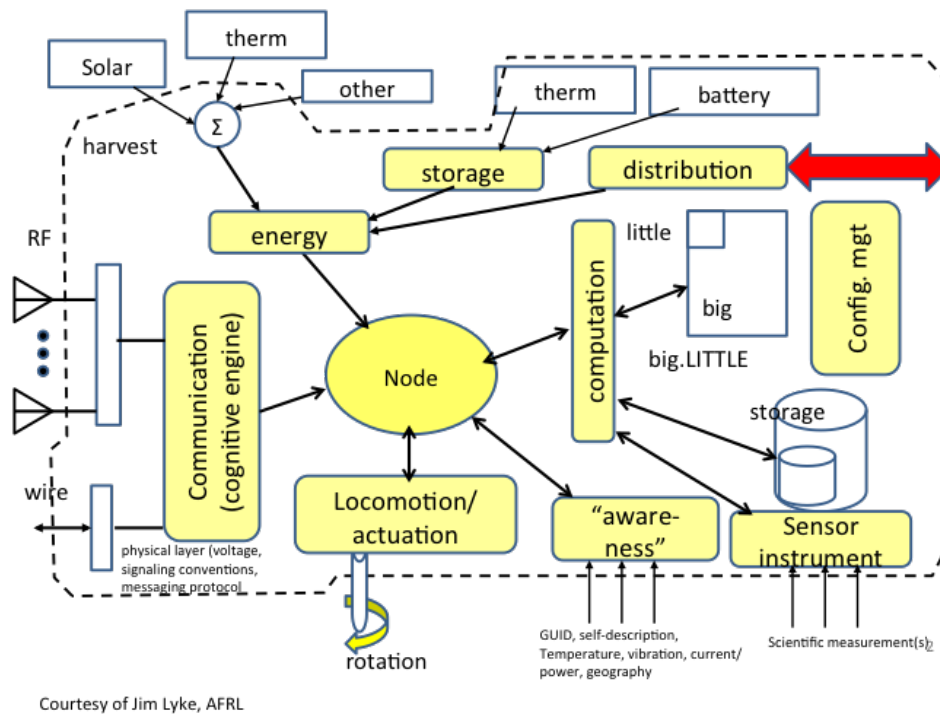 therm
Solar
other
Σ
harvest
therm
battery
storage
distribution
RF
energy
little
big
big.LITTLE
computation
Config. mgt
Node
Communication
(cognitive engine)
storage
wire
Locomotion/
actuation
“aware-
ness”
Sensor
instrument
physical layer (voltage,
signaling conventions,
messaging protocol
rotation
GUID, self-description,
Temperature, vibration, current/
power, geography
Scientific measurement(s)
Courtesy of Jim Lyke, AFRL